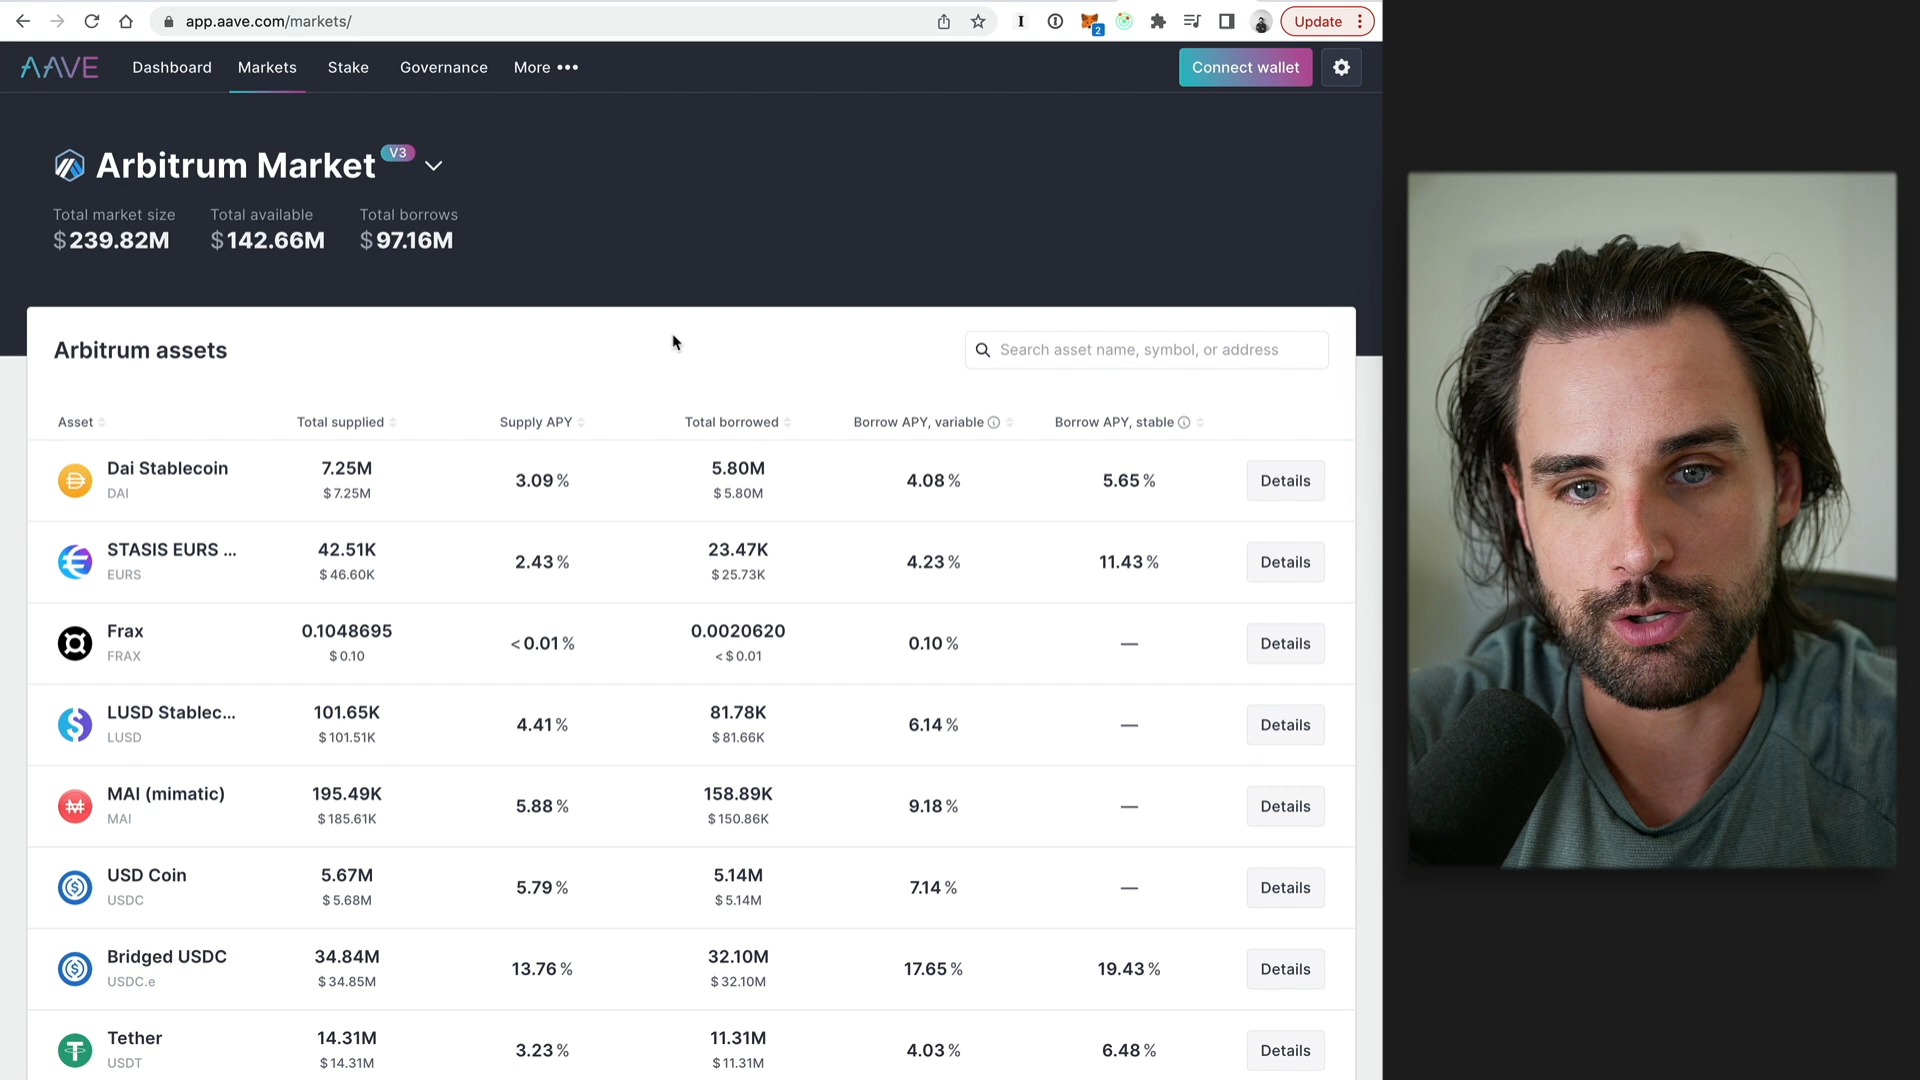 app.aave.com/markets/
2
Update
AAVE
Dashboard
Markets
Stake
Governance
More
Connect wallet
Arbitrum Market V3
Total market size
Total available
Total borrows
$239.82M
$142.66M
$97.16M
Arbitrum assets
Search asset name, symbol, or address
Asset
Total supplied
Supply APY
Total borrowed
Borrow APY, variable
Borrow APY, stable
Dai Stablecoin
DAI
7.25M
$7.25M
3.09%
5.80M
$5.80M
4.08%
5.65%
Details
STASIS EURS ...
EURS
42.51K
$46.60K
2.43%
23.47K
$25.73K
4.23%
11.43%
Details
Frax
FRAX
0.1048695
$0.10
<0.01%
0.0020620
<$0.01
0.10%
—
Details
LUSD Stablec...
LUSD
101.65K
$101.51K
4.41%
81.78K
$81.66K
6.14%
—
Details
MAI (mimatic)
MAI
195.49K
$185.61K
5.88%
158.89K
$150.86K
9.18%
—
Details
USD Coin
USDC
5.67M
$5.68M
5.79%
5.14M
$5.14M
7.14%
—
Details
Bridged USDC
USDC.e
34.84M
$34.85M
13.76%
32.10M
$32.10M
17.65%
19.43%
Details
Tether
USDT
14.31M
$14.31M
3.23%
11.31M
$11.31M
4.03%
6.48%
Details